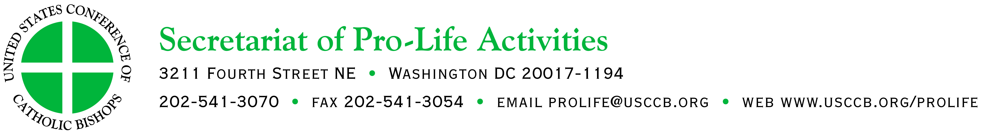 UNITED STATES CONFERENCE OF
CATHOLIC BISHOPS
Secretariat of Pro-Life Activities
3211 FOURTH STREET NE • WASHINGTON DC 20017-1194
202-541-3070 • FAX 202-541-3054 • EMAIL PROLIFE@USCCB.ORG • WEB WWW.USCCB.ORG/PROLIFE